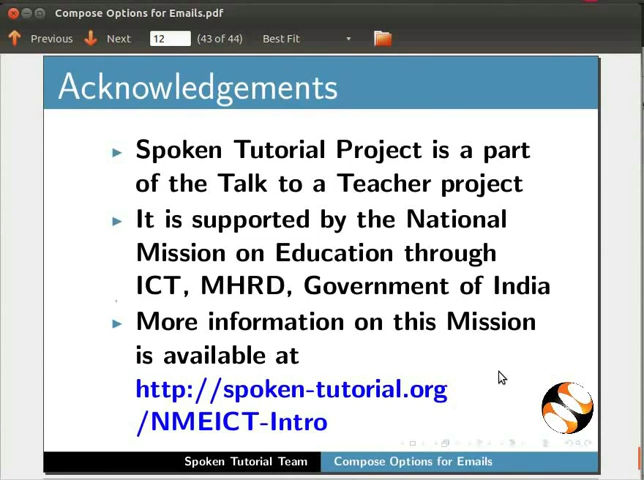 Compose Options for Emails.pdf
Previous Next 12 (43 of 44) Best Fit
Acknowledgements
Spoken Tutorial Project is a part
of the Talk to a Teacher project
It is supported by the National
Mission on Education through
ICT, MHRD, Government of India
More information on this Mission
is available at
http://spoken-tutorial.org
/NMEICT-Intro
Spoken Tutorial Team Compose Options for Emails